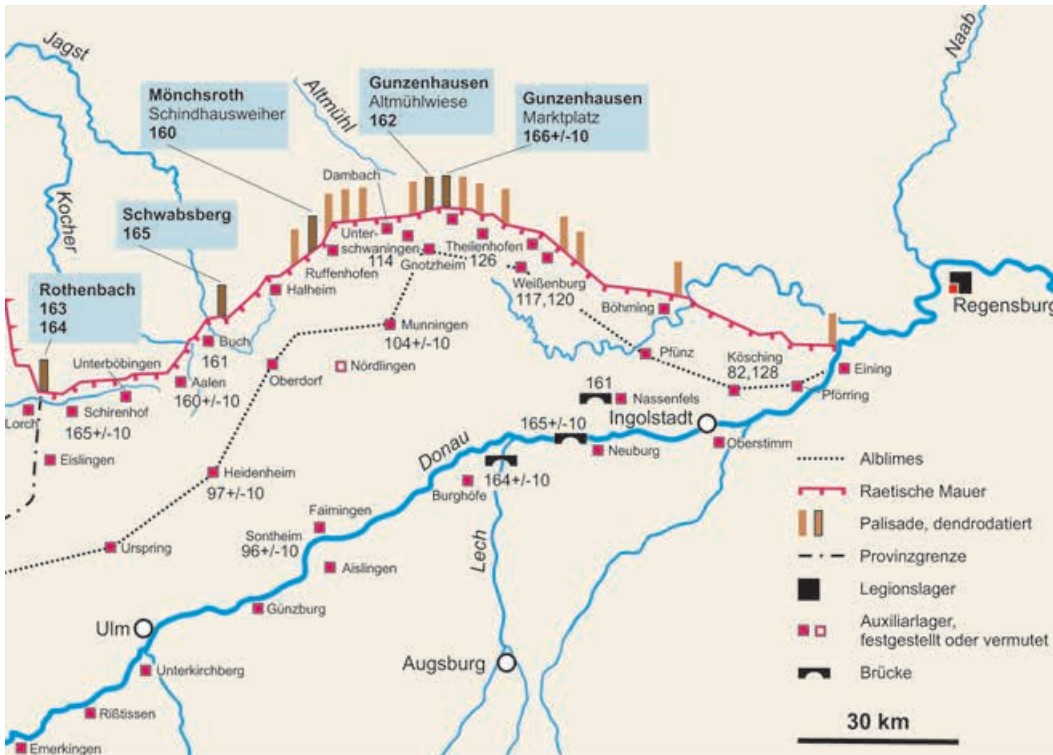 Jagst
Naab
Mönchsroth
Schindhausweiher
160
Altmühl
Gunzenhausen
Altmühlwiese
162
Gunzenhausen
Marktplatz
166+/-10
Kocher
Schwabsberg
165
Rothenbach
163
164
Dambach
Unter-
schwaningen
114
Gnotzheim
Theilenhofen
126
Ruffenhofen
Halheim
Weißenburg
117,120
Böhming
Regensburg
Unterböbingen
Buch
161
Munningen
104+/-10
Aalen
160+/-10
Oberdorf
Nördlingen
Pfünz
Kösching
82,128
Eining
Pförring
Lorch
Schirenhof
165+/-10
161
Nassenfels
Ingolstadt
165+/-10
Eislingen
Donau
Neuburg
Oberstimm
Heidenheim
97+/-10
Burghöfe
164+/-10
Faimingen
Sontheim
96+/-10
Lech
Urspring
Aislingen
Günzburg
Ulm
Unterkirchberg
Augsburg
Rißtissen
Emerkingen
Alblimes
Raetische Mauer
Palisade, dendrodatiert
Provinzgrenze
Legionslager
Auxiliarlager,
festgestellt oder vermutet
Brücke
30 km